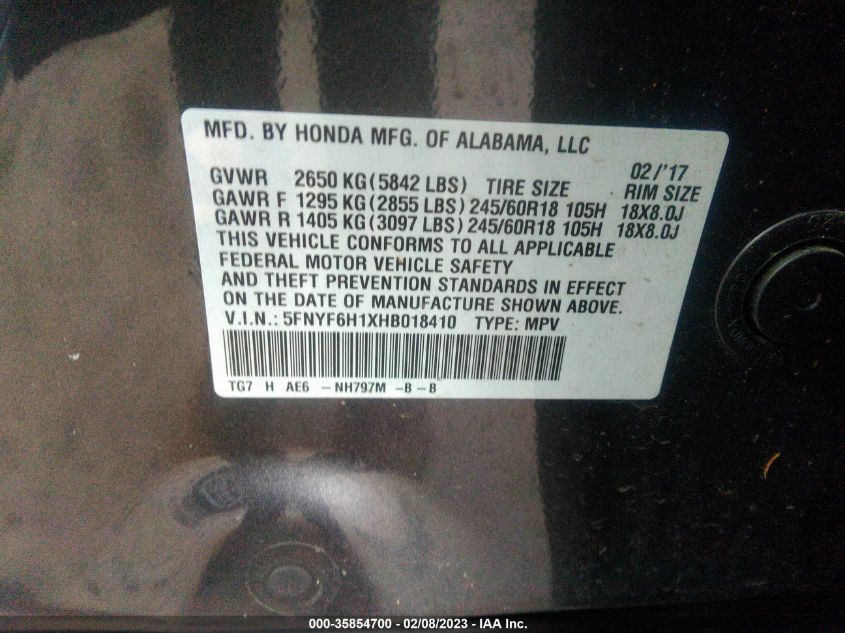 MFD. BY HONDA MFG. OF ALABAMA, LLC
02/'17
GVWR 2650 KG(5842 LBS) TIRE SIZE RIM SIZE
GAWR F 1295 KG(2855 LBS) 245/60R18 105H 18X8.0J
GAWR R 1405 KG(3097 LBS) 245/60R18 105H 18X8.0J
THIS VEHICLE CONFORMS TO ALL APPLICABLE
FEDERAL MOTOR VEHICLE SAFETY
AND THEFT PREVENTION STANDARDS IN EFFECT
ON THE DATE OF MANUFACTURE SHOWN ABOVE.
V.I.N.: 5FNYF6H1XHB018410 TYPE: MPV
TG7 H AE6 - NH797M -B - B
000-35854700 - 02/08/2023 - IAA Inc.